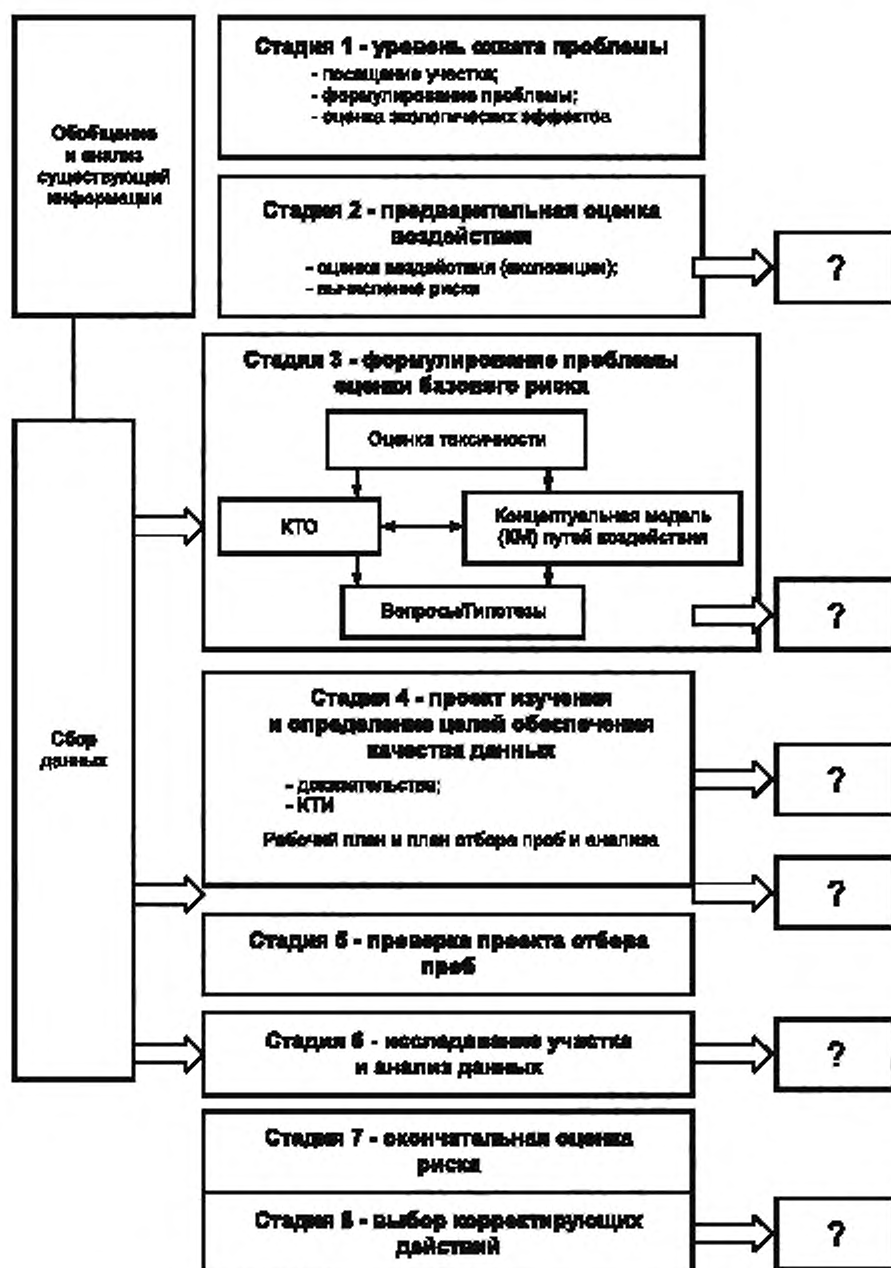 Обобщение
и анализ
существующей
информации
Стадия 1 - уровень охвата проблемы
- посещение участка;
- формулирование проблемы;
- оценка экологических эффектов
Стадия 2 - предварительная оценка
воздействия
- оценка воздействия (экспозиции);
- вычисление риска
?
Стадия 3 - формулирование проблемы
оценки базового риска
Оценка токсичности
КТО
Концептуальная модель
(КМ) путей воздействия
Вопросы/Гипотезы
?
Сбор
данных
Стадия 4 - проект изучения
и определение целей обеспечения
качества данных
- доказательства;
- КТИ
Рабочий план и план отбора проб и анализа
?
?
Стадия 5 - проверка проекта отбора
проб
Стадия 6 - исследование участка
и анализ данных
?
Стадия 7 - окончательная оценка
риска
Стадия 8 - выбор корректирующих
действий
?